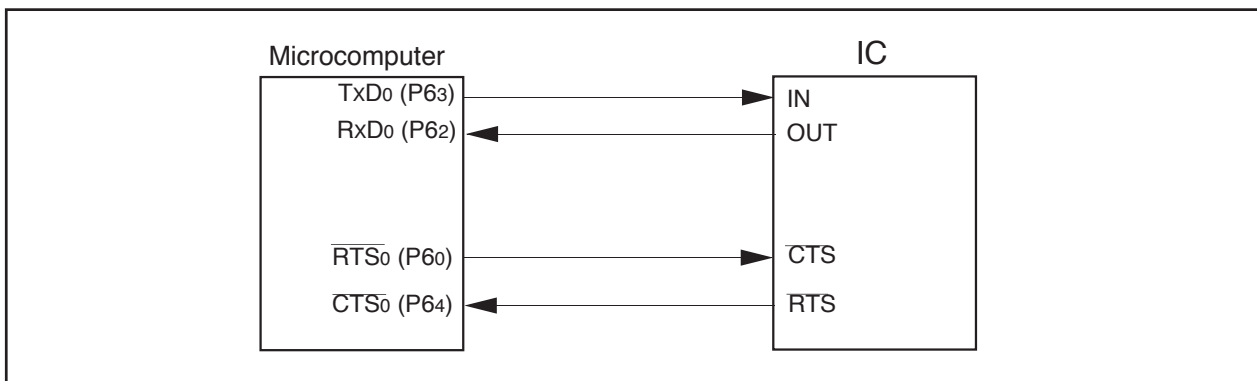 Microcomputer
IC
TxD0 (P63)
IN
RxD0 (P62)
OUT
RTS0 (P60)
CTS
CTS0 (P64)
RTS